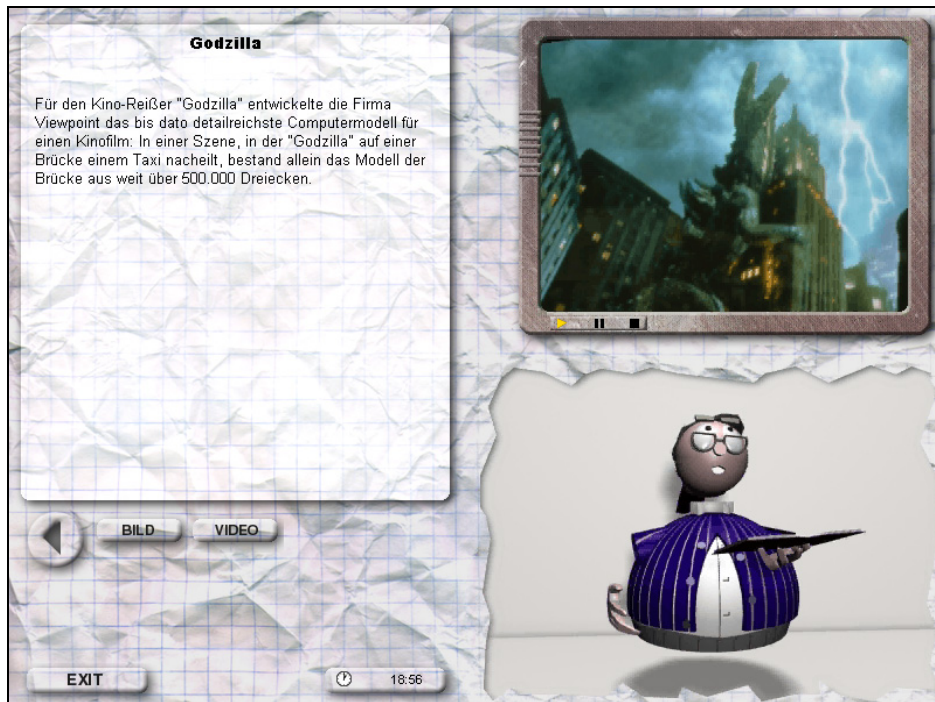 Godzilla
Für den Kino-Reißer "Godzilla" entwickelte die Firma
Viewpoint das bis dato detailreichste Computermodell für
einen Kinofilm: In einer Szene, in der "Godzilla" auf einer
Brücke einem Taxi nacheilt, bestand allein das Modell der
Brücke aus weit über 500.000 Dreiecken.
BILD
VIDEO
EXIT
18:56